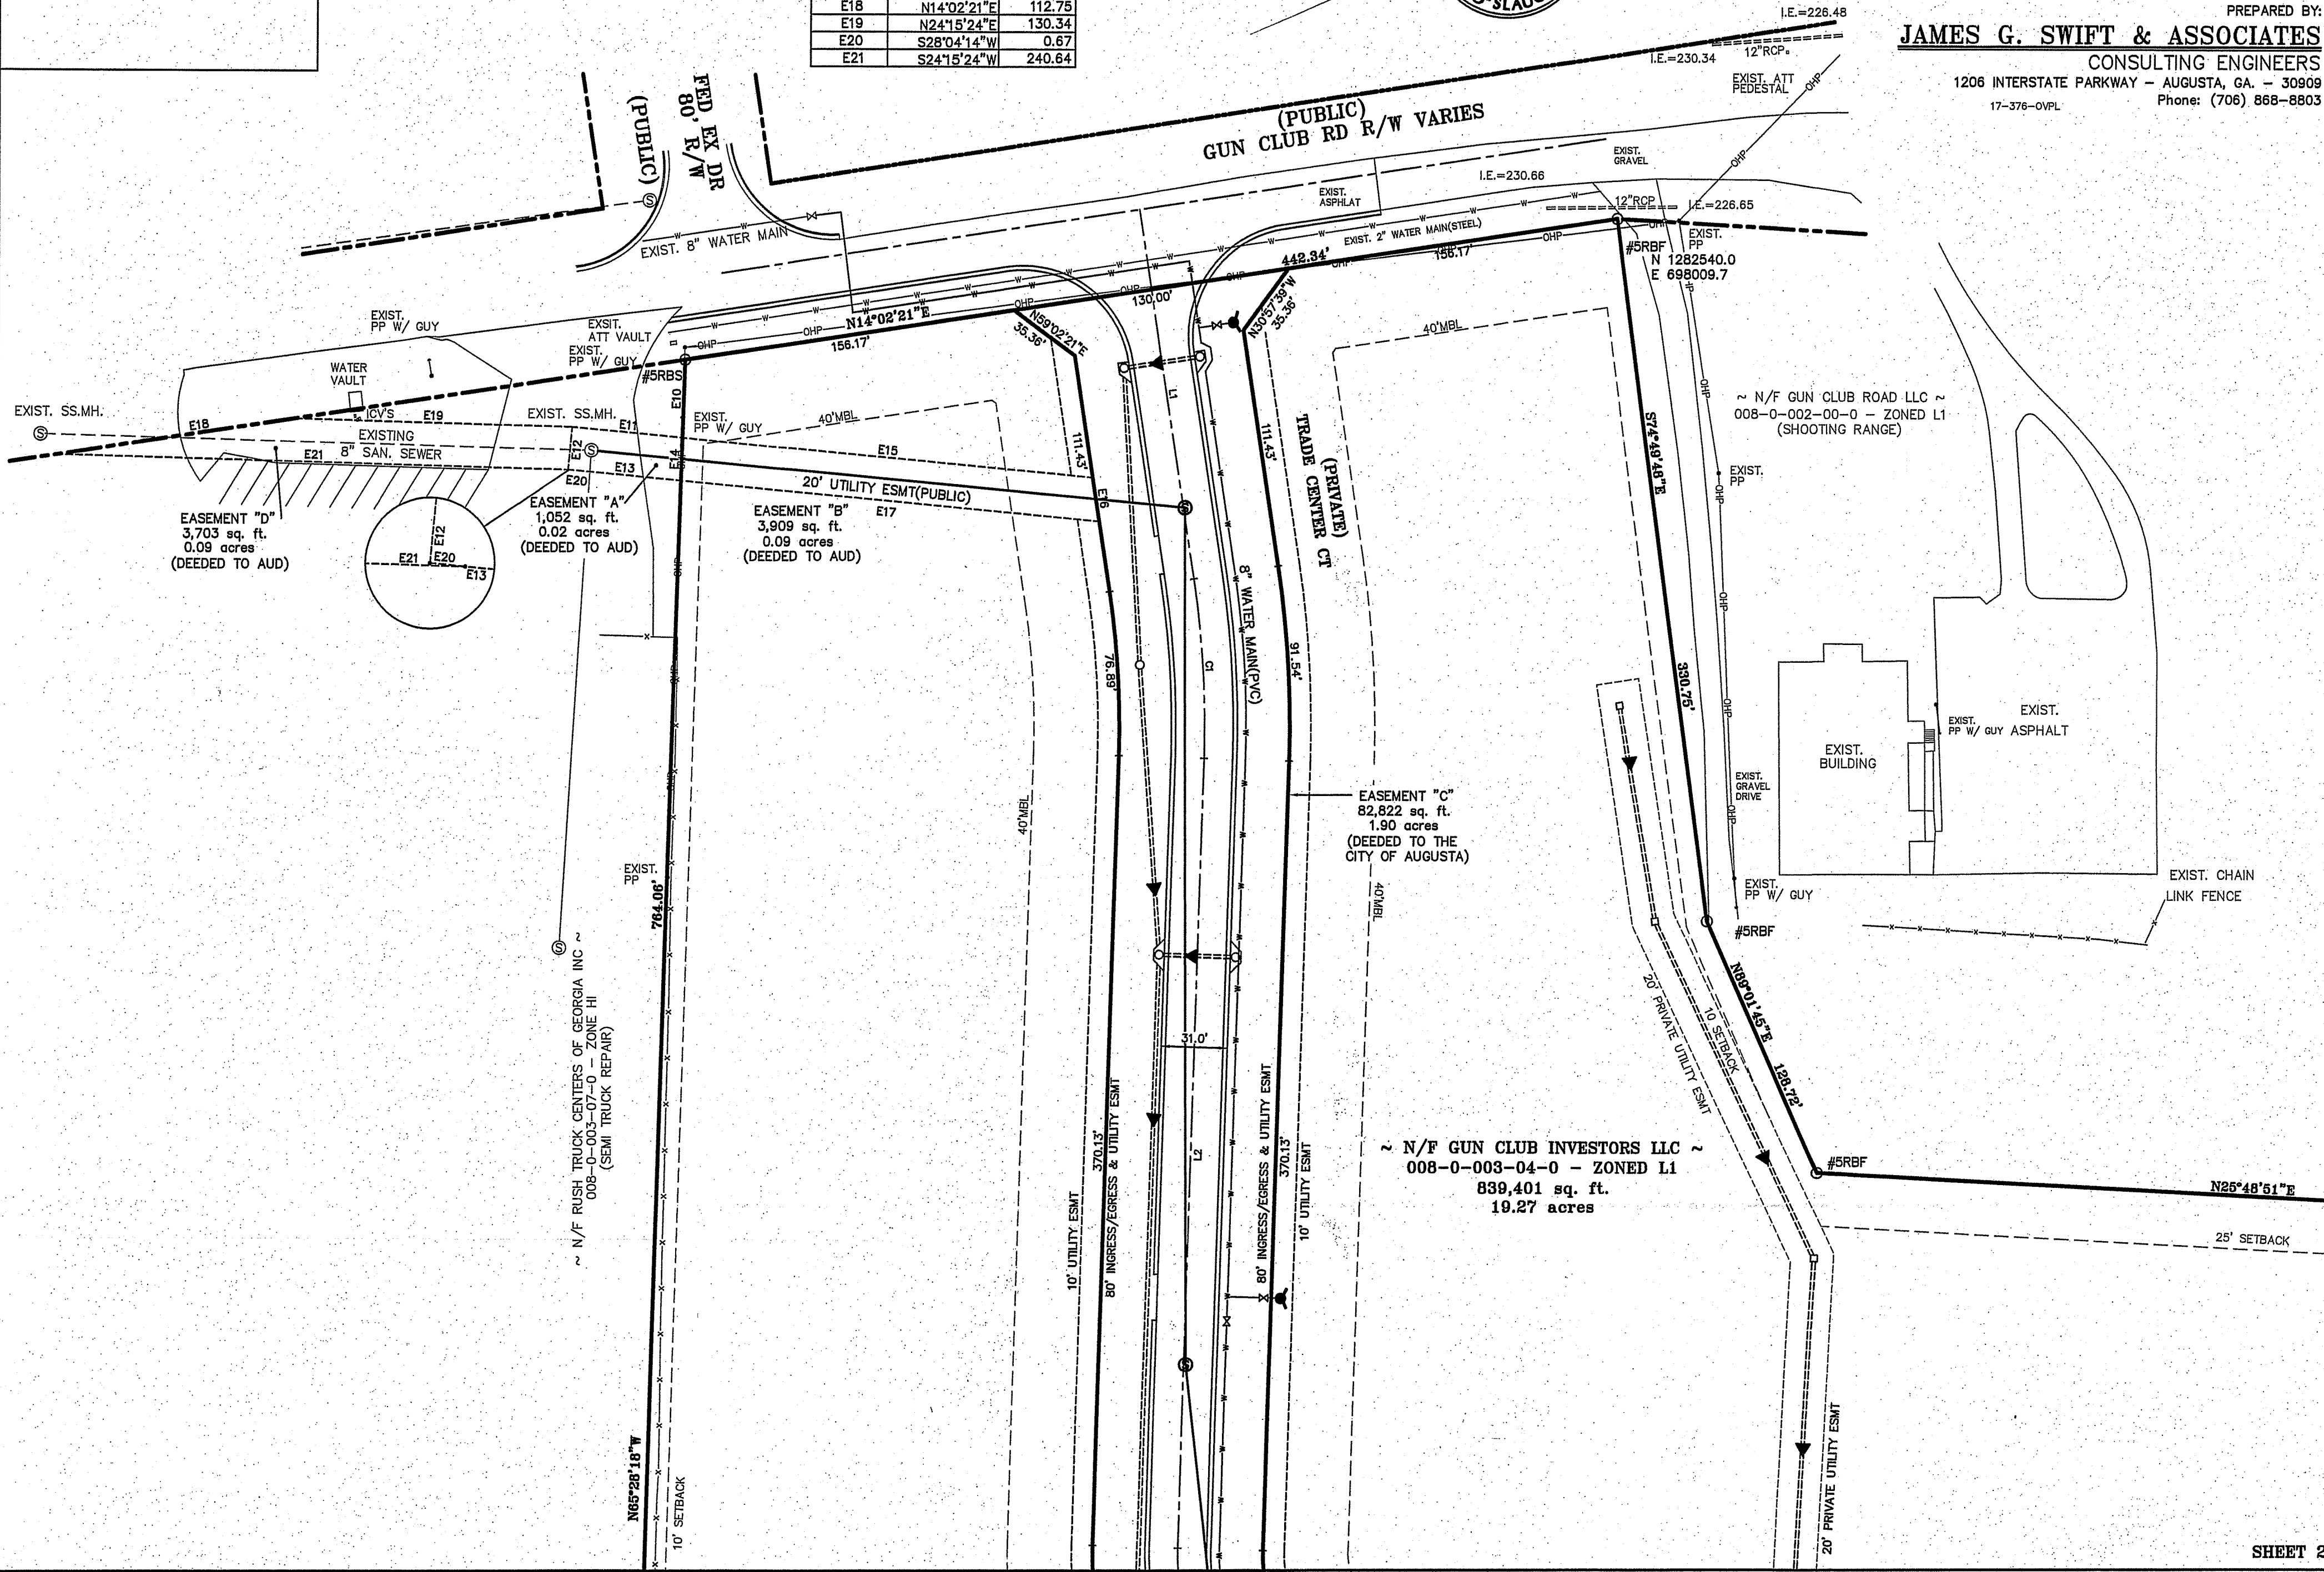 E18 N14°02'21"E 112.75
E19 N24°15'24"E 130.34
E20 S28°04'14"W 0.67
E21 S24°15'24"W 240.64
PREPARED BY:
JAMES G. SWIFT & ASSOCIATES
CONSULTING ENGINEERS
1206 INTERSTATE PARKWAY – AUGUSTA, GA. – 30909
17-376-OVPL
Phone: (706) 868-8803
I.E.=226.48
12"RCP
I.E.=230.34
EXIST. ATT
PEDESTAL
OHP
OHP
FED EX DR
80' R/W
(PUBLIC)
(PUBLIC)
GUN CLUB RD R/W VARIES
EXIST.
GRAVEL
I.E.=230.66
EXIST.
ASPHLAT
12"RCP
I.E.=226.65
EXIST. 8" WATER MAIN
EXIST. 2" WATER MAIN(STEEL)
EXIST.
PP
#5RBF
N 1282540.0
E 698009.7
442.34'
156.17'
130.00'
N14°02'21"E
156.17'
N59°02'21"E
35.36'
N30°57'39"W
35.36'
40'MBL
EXIST.
PP W/ GUY
EXSIT.
ATT VAULT
EXIST.
PP W/ GUY
#5RBS
WATER
VAULT
ICV'S
E19
EXIST. SS.MH.
EXIST. SS.MH.
E18
EXISTING
8" SAN. SEWER
E21
E10
E11
E12
E13
E14
E15
E16
E17
E20
EXIST.
PP W/ GUY
40'MBL
20' UTILITY ESMT(PUBLIC)
EASEMENT "D"
3,703 sq. ft.
0.09 acres
(DEEDED TO AUD)
EASEMENT "A"
1,052 sq. ft.
0.02 acres
(DEEDED TO AUD)
EASEMENT "B"
3,909 sq. ft.
0.09 acres
(DEEDED TO AUD)
E12
E21
E20
E13
L1
111.43'
111.43'
TRADE CENTER CT
(PRIVATE)
S74°49'48"E
330.75'
~ N/F GUN CLUB ROAD LLC ~
008-0-002-00-0 – ZONED L1
(SHOOTING RANGE)
EXIST.
PP
8" WATER MAIN(PVC)
76.89'
C1
91.54'
EXIST.
BUILDING
EXIST.
PP W/ GUY
EXIST.
ASPHALT
EXIST.
GRAVEL
DRIVE
40'MBL
EASEMENT "C"
82,822 sq. ft.
1.90 acres
(DEEDED TO THE
CITY OF AUGUSTA)
40'MBL
EXIST.
PP
764.06'
EXIST.
PP W/ GUY
#5RBF
EXIST. CHAIN
LINK FENCE
~ N/F RUSH TRUCK CENTERS OF GEORGIA INC ~
008-0-003-07-0 – ZONE HI
(SEMI TRUCK REPAIR)
N89°01'45"E
128.72'
10 SETBACK
20' PRIVATE UTILITY ESMT
31.0'
L2
10' UTILITY ESMT
370.13'
80' INGRESS/EGRESS & UTILITY ESMT
80' INGRESS/EGRESS & UTILITY ESMT
370.13'
10' UTILITY ESMT
~ N/F GUN CLUB INVESTORS LLC ~
008-0-003-04-0 – ZONED L1
839,401 sq. ft.
19.27 acres
#5RBF
N25°48'51"E
25' SETBACK
N65°28'18"W
10' SETBACK
20' PRIVATE UTILITY ESMT
SHEET 2